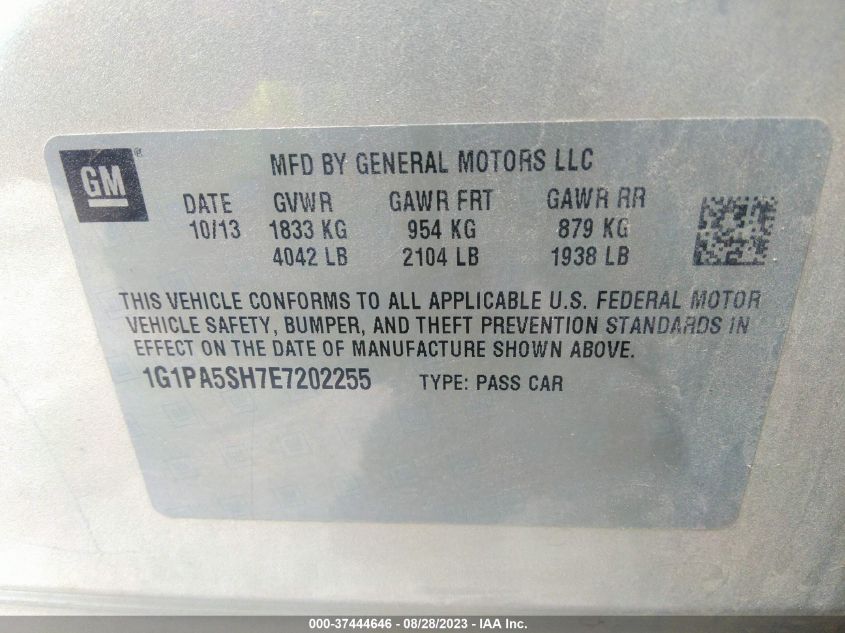 GM ®
MFD BY GENERAL MOTORS LLC
DATE GVWR GAWR FRT GAWR RR
10/13 1833 KG 954 KG 879 KG
4042 LB 2104 LB 1938 LB
THIS VEHICLE CONFORMS TO ALL APPLICABLE U.S. FEDERAL MOTOR
VEHICLE SAFETY, BUMPER, AND THEFT PREVENTION STANDARDS IN
EFFECT ON THE DATE OF MANUFACTURE SHOWN ABOVE.
1G1PA5SH7E7202255 TYPE: PASS CAR
000-37444646 | 08/28/2023 - IAA Inc.